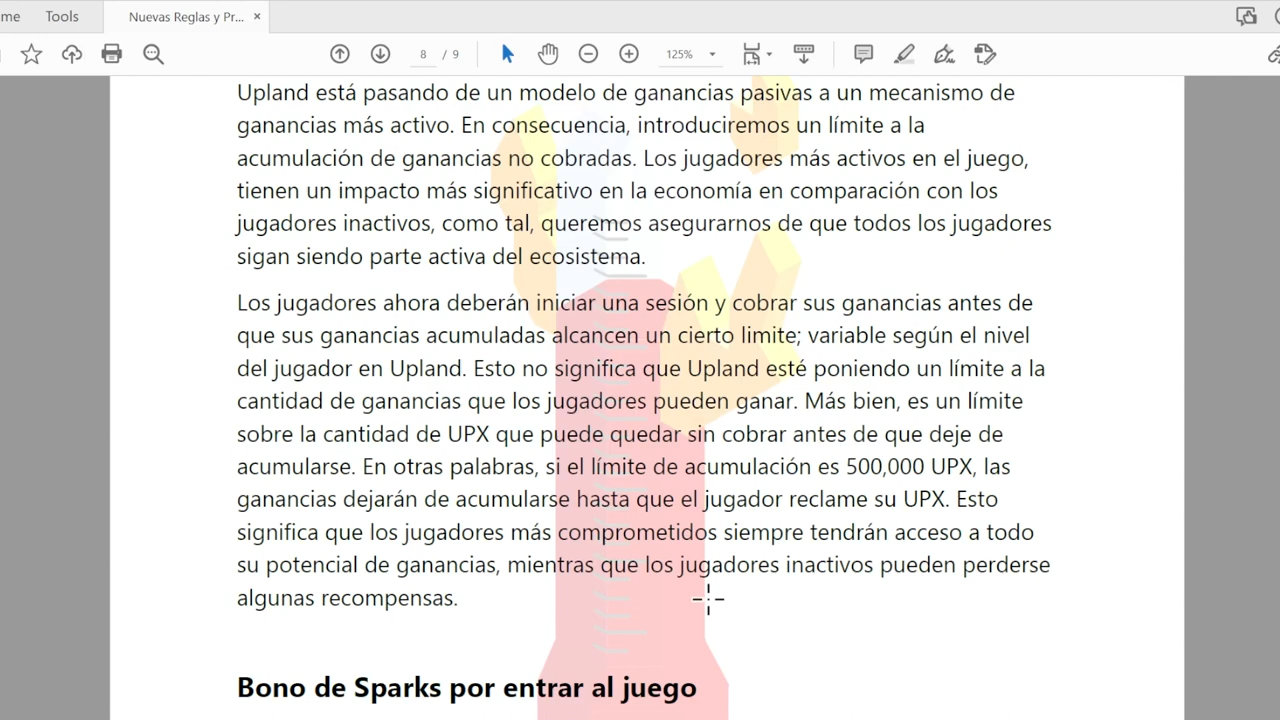 me
Tools
Nuevas Reglas y Pr... ×
8 / 9
125%
Upland está pasando de un modelo de ganancias pasivas a un mecanismo de
ganancias más activo. En consecuencia, introduciremos un límite a la
acumulación de ganancias no cobradas. Los jugadores más activos en el juego,
tienen un impacto más significativo en la economía en comparación con los
jugadores inactivos, como tal, queremos asegurarnos de que todos los jugadores
sigan siendo parte activa del ecosistema.
Los jugadores ahora deberán iniciar una sesión y cobrar sus ganancias antes de
que sus ganancias acumuladas alcancen un cierto limite; variable según el nivel
del jugador en Upland. Esto no significa que Upland esté poniendo un límite a la
cantidad de ganancias que los jugadores pueden ganar. Más bien, es un límite
sobre la cantidad de UPX que puede quedar sin cobrar antes de que deje de
acumularse. En otras palabras, si el límite de acumulación es 500,000 UPX, las
ganancias dejarán de acumularse hasta que el jugador reclame su UPX. Esto
significa que los jugadores más comprometidos siempre tendrán acceso a todo
su potencial de ganancias, mientras que los jugadores inactivos pueden perderse
algunas recompensas.
Bono de Sparks por entrar al juego